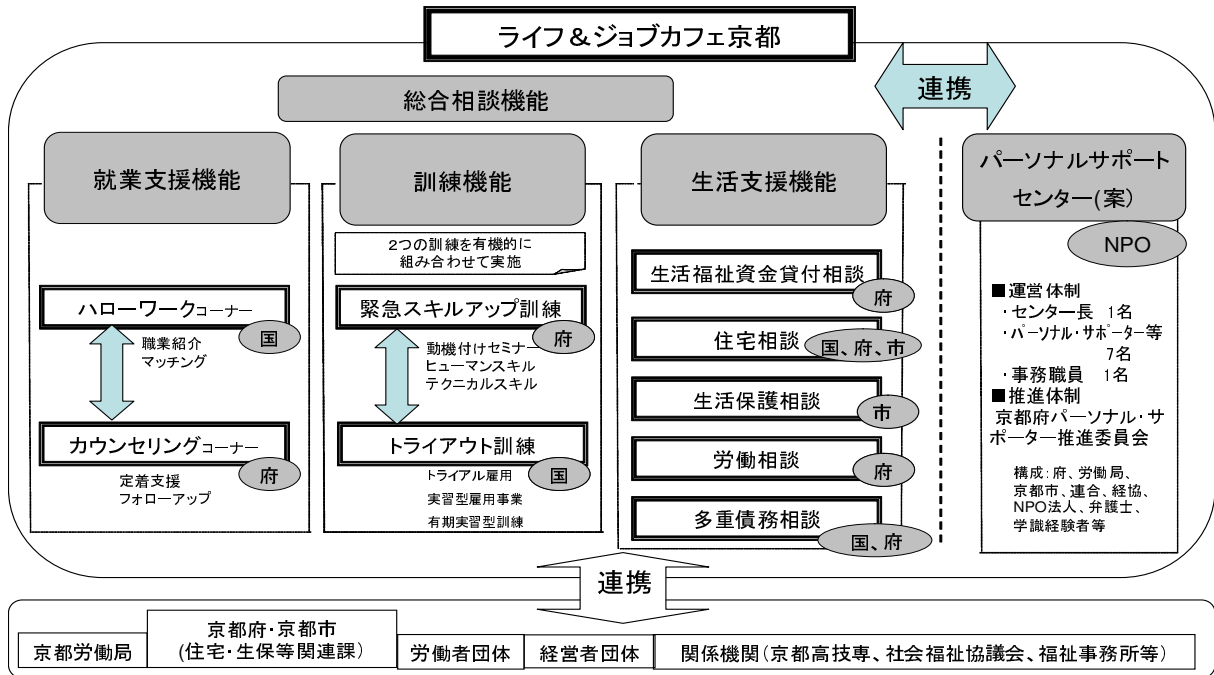 ライフ＆ジョブカフェ京都
連携
総合相談機能
就業支援機能
ハローワークコーナー
国
職業紹介
マッチング
カウンセリングコーナー
府
定着支援
フォローアップ
訓練機能
２つの訓練を有機的に
組み合わせて実施
緊急スキルアップ訓練
府
動機付けセミナー
ヒューマンスキル
テクニカルスキル
トライアウト訓練
国
トライアル雇用
実習型雇用事業
有期実習型訓練
生活支援機能
生活福祉資金貸付相談
府
住宅相談
国、府、市
生活保護相談
市
労働相談
府
多重債務相談
国、府
パーソナルサポート
センター(案)
NPO
■運営体制
・センター長 1名
・パーソナル・サポーター等
7名
・事務職員 1名
■推進体制
京都府パーソナル・サ
ポーター推進委員会
構成：府、労働局、
京都市、連合、経協、
NPO法人、弁護士、
学識経験者等
連携
京都労働局
京都府・京都市
(住宅・生保等関連課)
労働者団体
経営者団体
関係機関（京都高技専、社会福祉協議会、福祉事務所等）